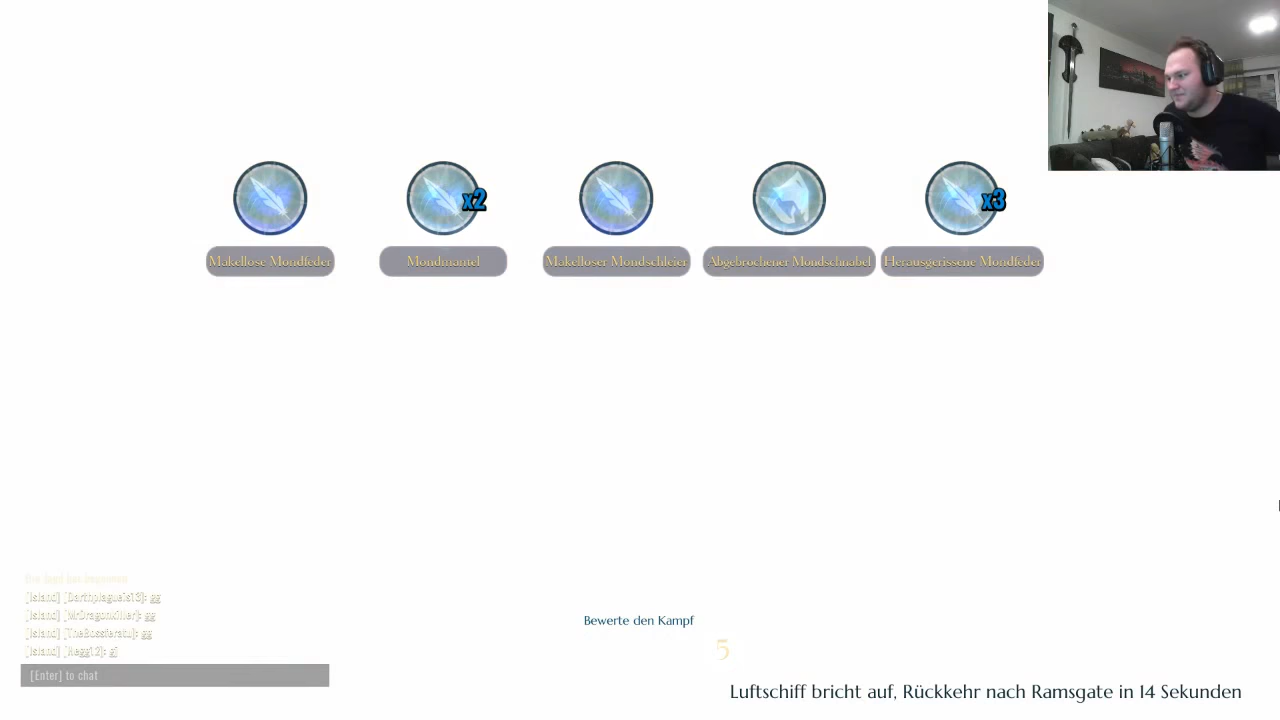 x2
x3
Makellose Mondfeder
Mondmantel
Makelloser Mondschleier
Abgebrochener Mondschnabel
Herausgerissene Mondfeder
[Island] [Darthplagueis13]: gg
[Island] [MrDragonkiller]: gg
[Island] [TheBossferatu]: gg
[Enter] to chat
Bewerte den Kampf
5
Luftschiff bricht auf, Rückkehr nach Ramsgate in 14 Sekunden